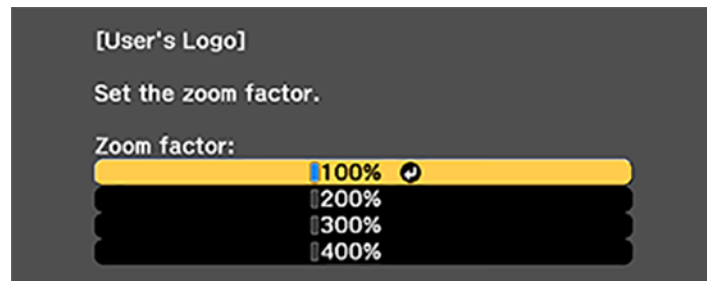 [User's Logo]
Set the zoom factor.
Zoom factor:
100%
200%
300%
400%